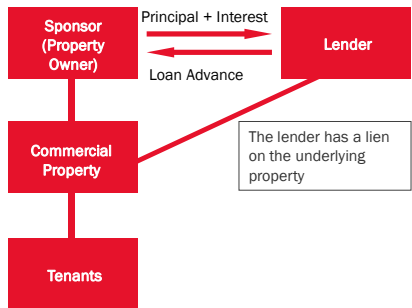 Principal + Interest
Sponsor
(Property
Owner)
Lender
Loan Advance
Commercial
Property
The lender has a lien
on the underlying
property
Tenants